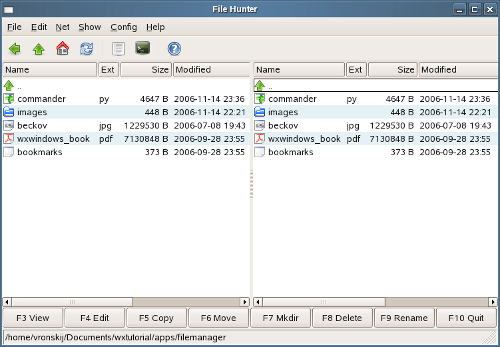 File Hunter
File Edit Net Show Config Help
Name Ext Size Modified
..
commander py 4647 B 2006-11-14 23:36
images 448 B 2006-11-14 22:21
beckov jpg 1229530 B 2006-07-08 19:43
wxwindows_book pdf 7130848 B 2006-09-28 23:55
bookmarks 373 B 2006-09-28 23:55
Name Ext Size Modified
..
commander py 4647 B 2006-11-14 23:36
images 448 B 2006-11-14 22:21
beckov jpg 1229530 B 2006-07-08 19:43
wxwindows_book pdf 7130848 B 2006-09-28 23:55
bookmarks 373 B 2006-09-28 23:55
F3 View F4 Edit F5 Copy F6 Move F7 Mkdir F8 Delete F9 Rename F10 Quit
/home/vronskij/Documents/wxtutorial/apps/filemanager